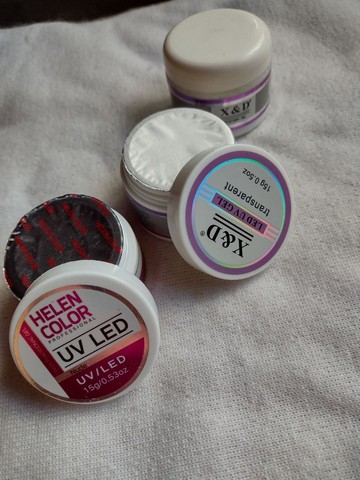 X&D
X&D®
LED UV GEL
transparent
15g 0.5oz
HELEN
COLOR
PROFESSIONAL
UV LED
UV/LED
15g/0.53oz